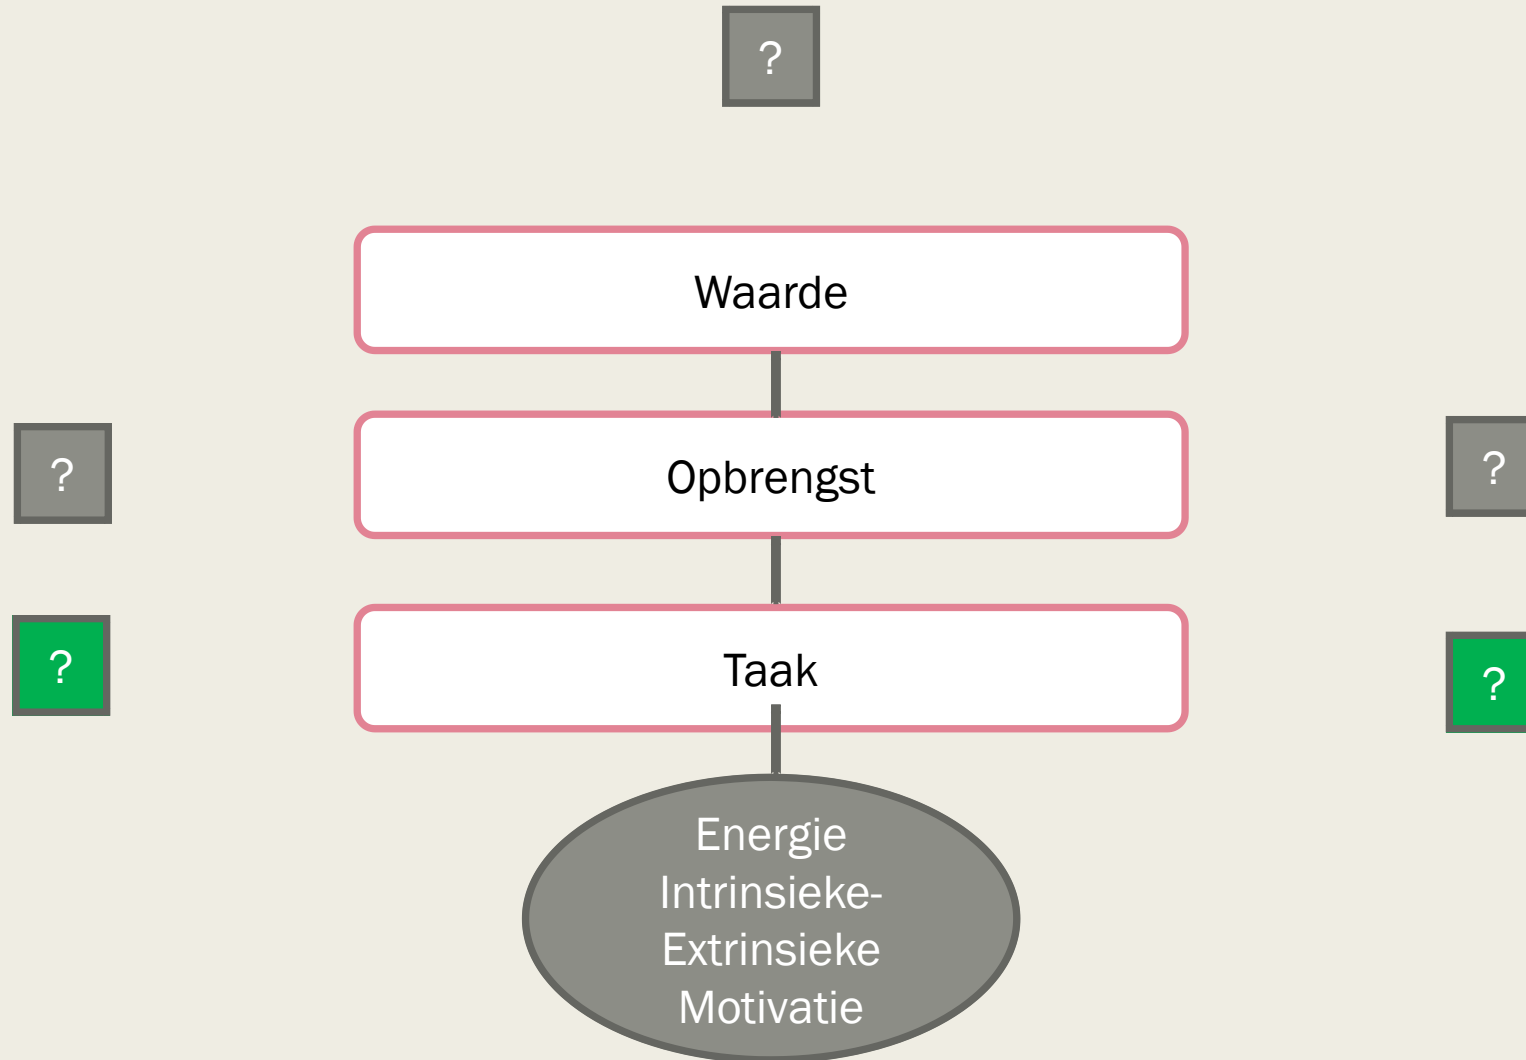 ?
Waarde
?
Opbrengst
?
?
Taak
?
Energie
Intrinsieke-
Extrinsieke
Motivatie